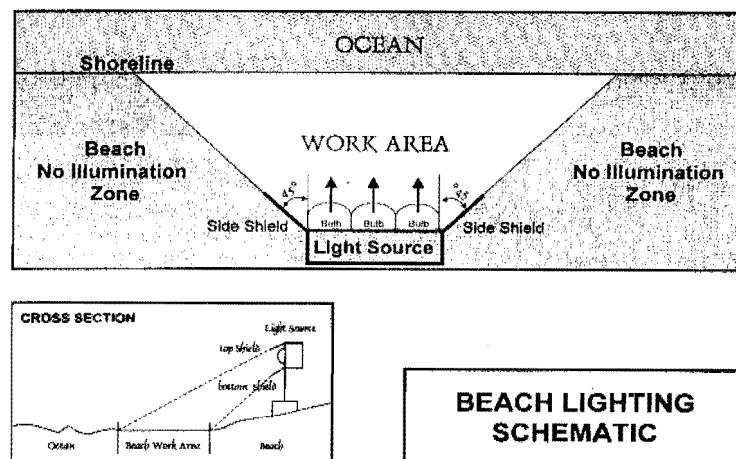 OCEAN
Shoreline
WORK AREA
Beach
No Illumination
Zone
Beach
No Illumination
Zone
45°
45°
Side Shield
Bulb
Bulb
Bulb
Side Shield
Light Source
CROSS SECTION
Light Source
top Shield
bottom Shield
Ocean
Beach Work Area
Beach
BEACH LIGHTING
SCHEMATIC